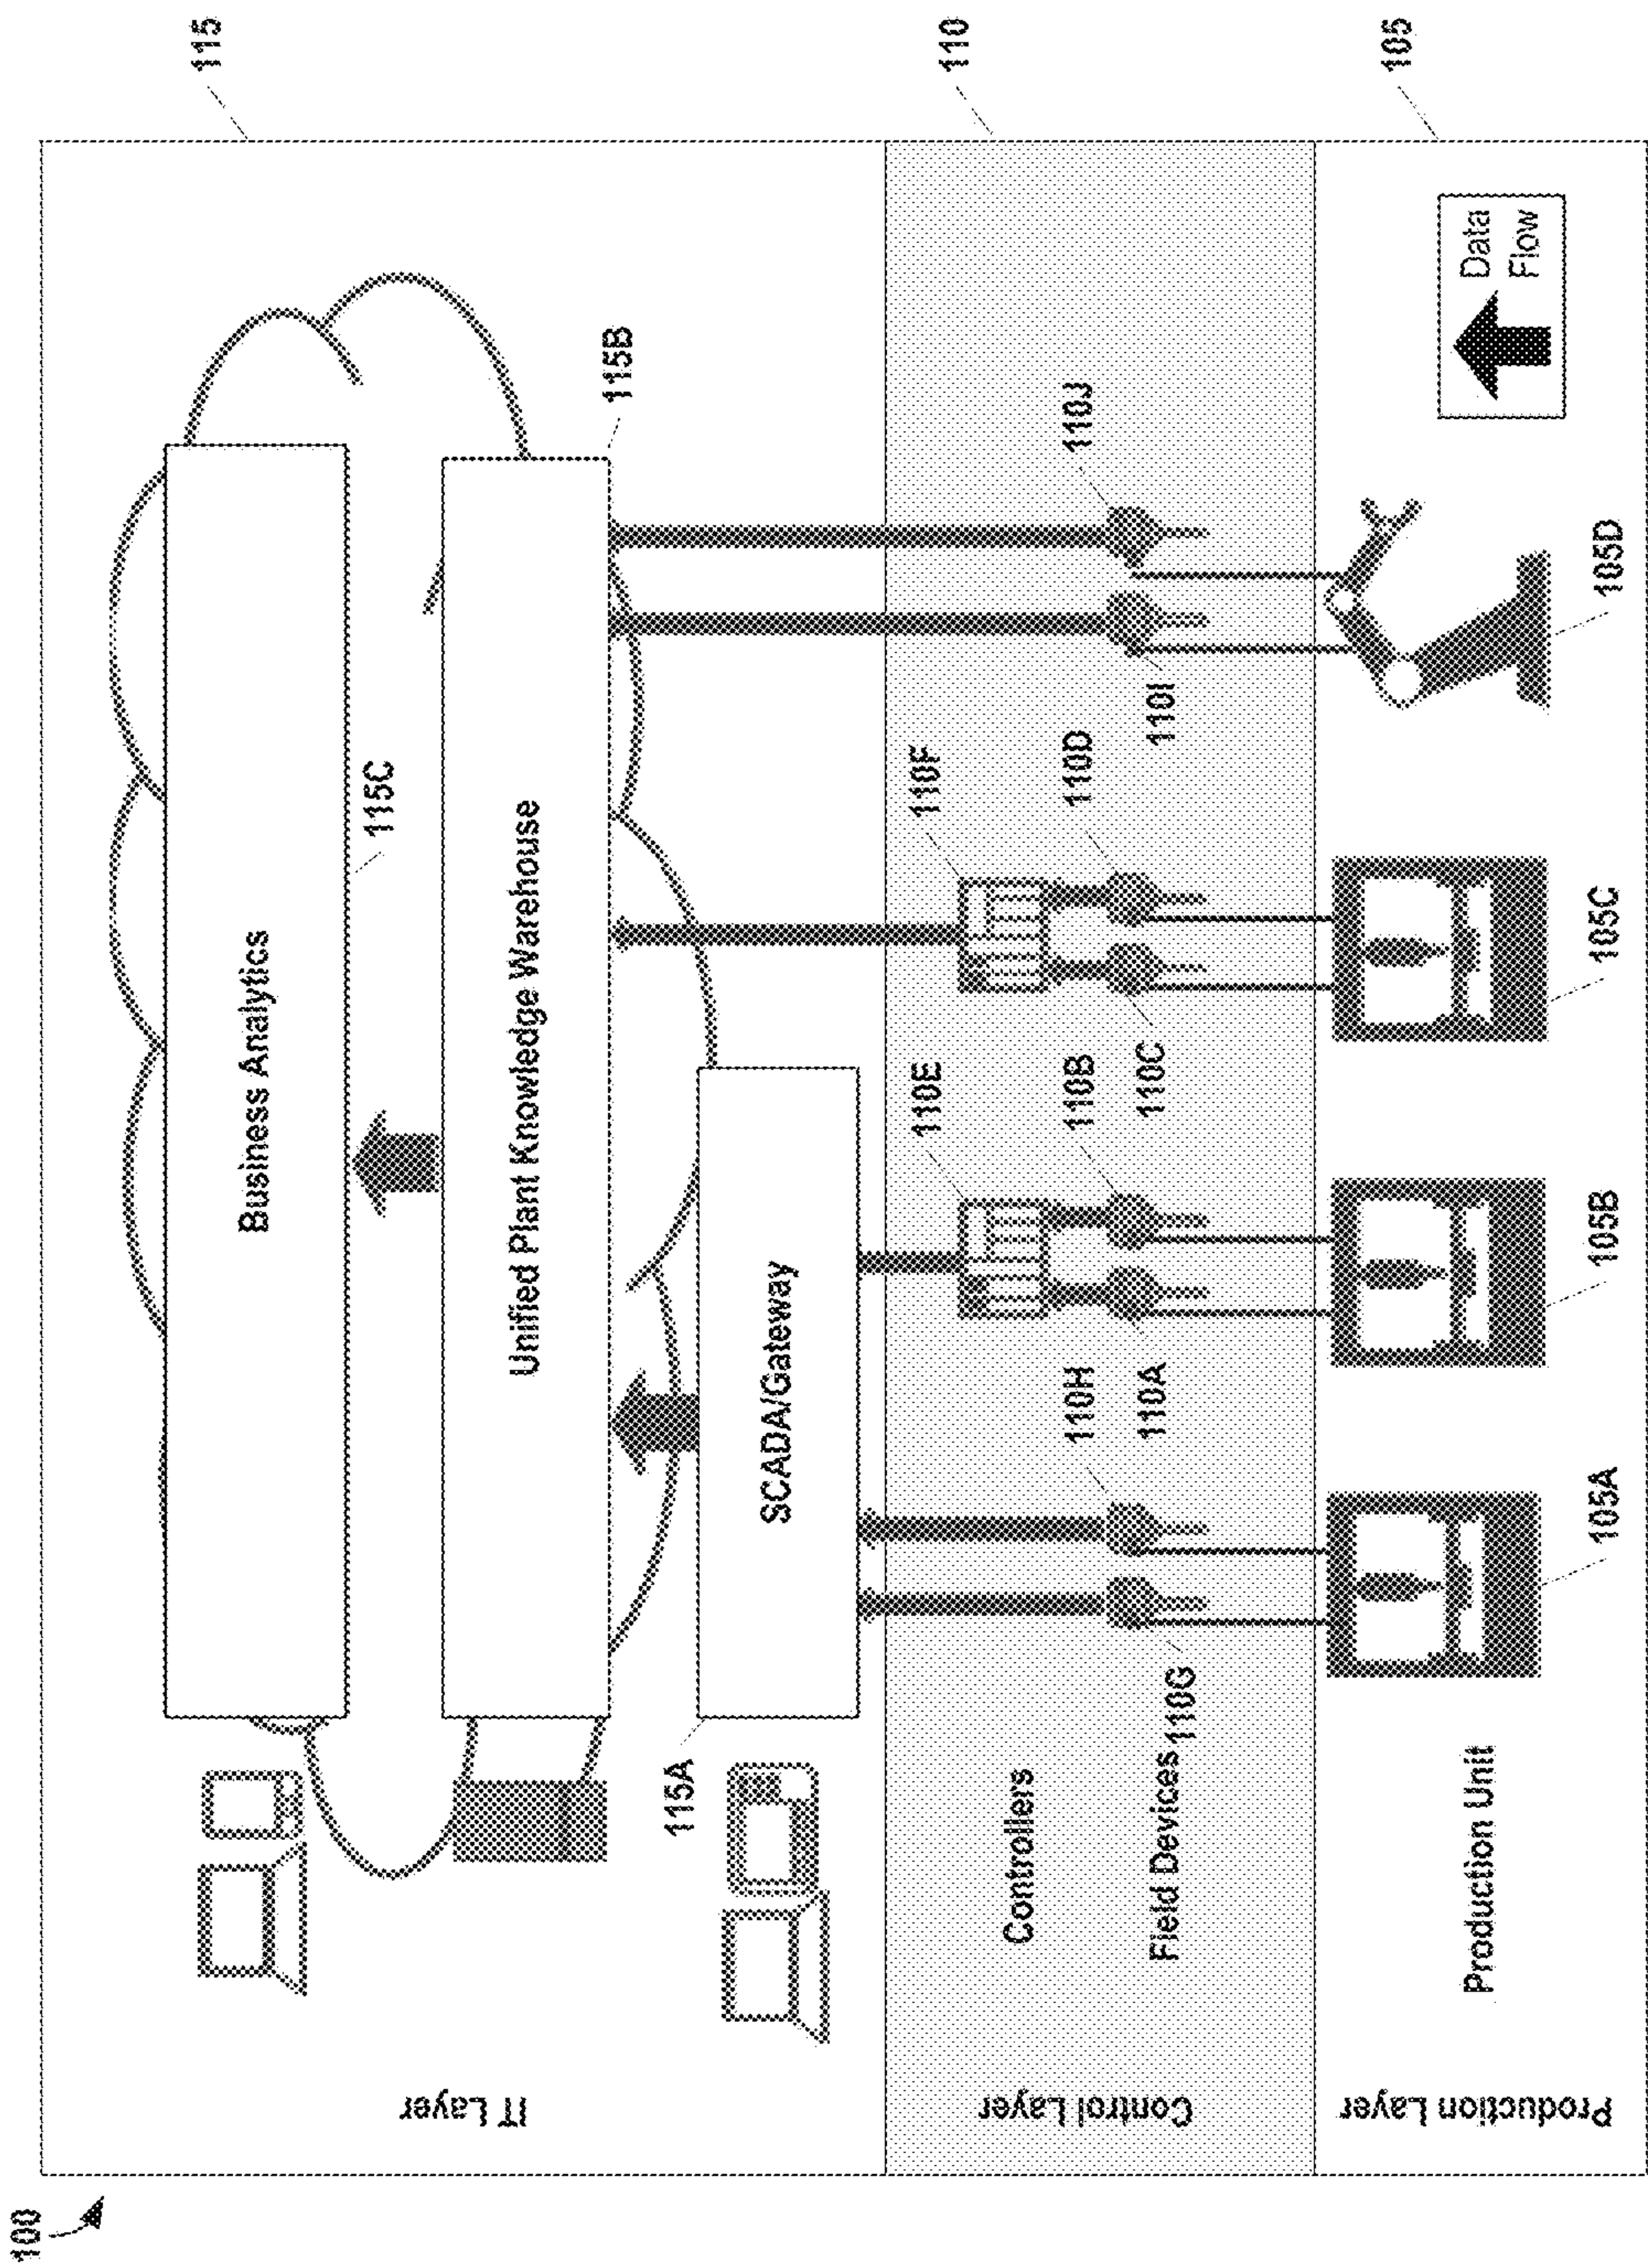 100
115
110
105
IT Layer
Business Analytics
115C
Unified Plant Knowledge Warehouse
115B
SCADA/Gateway
115A
Control Layer
Controllers
110E
110F
Field Devices
110G
110H
110A
110B
110C
110D
110I
110J
Production Layer
Production Unit
105A
105B
105C
105D
Data
Flow